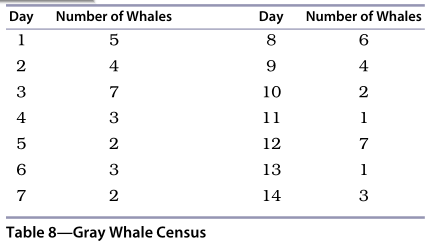 Day Number of Whales Day Number of Whales
1 5 8 6
2 4 9 4
3 7 10 2
4 3 11 1
5 2 12 7
6 3 13 1
7 2 14 3
Table 8—Gray Whale Census